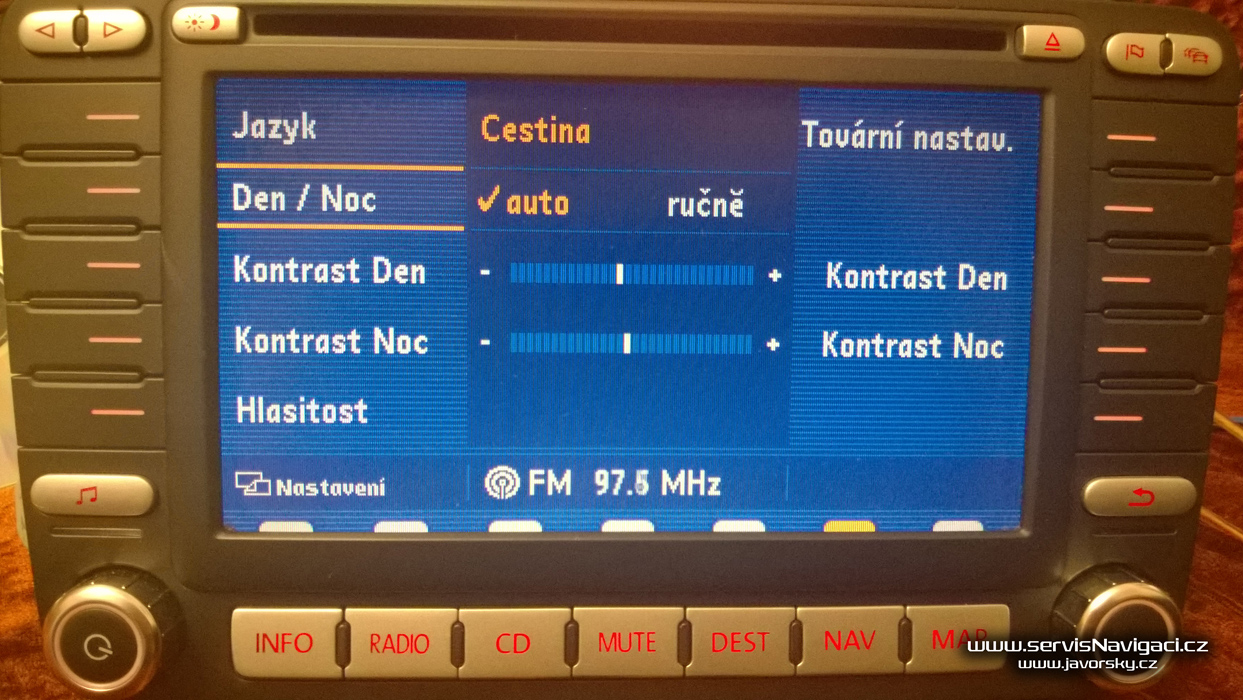 Jazyk Cestina Tovární nastav.
Den / Noc ✓auto ručně
Kontrast Den - + Kontrast Den
Kontrast Noc - + Kontrast Noc
Hlasitost
Nastavení FM 97.5 MHz
INFO RADIO CD MUTE DEST NAV MAP
www.servisNavigaci.cz
www.javorsky.cz